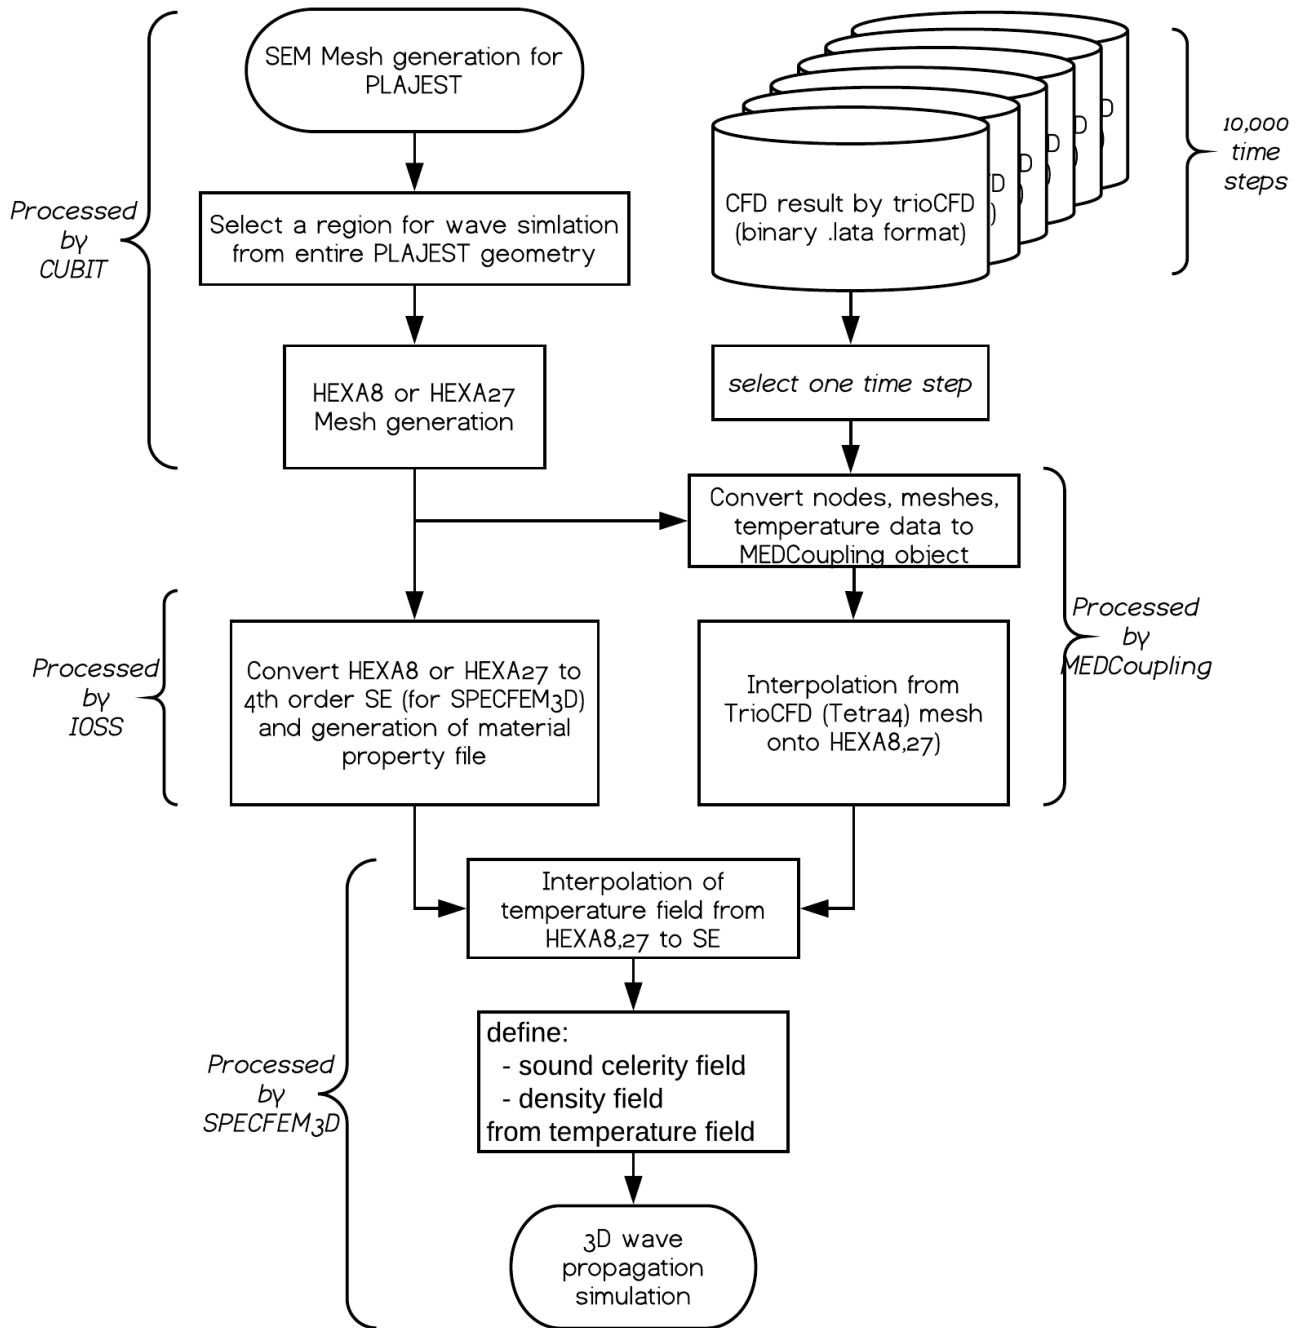 SEM Mesh generation for
PLAJEST
Select a region for wave simlation
from entire PLAJEST geometry
HEXA8 or HEXA27
Mesh generation
Processed
by
CUBIT
CFD result by trioCFD
(binary .lata format)
10,000
time
steps
select one time step
Convert nodes, meshes,
temperature data to
MEDCoupling object
Interpolation from
TrioCFD (Tetra4) mesh
onto HEXA8,27)
Processed
by
MEDCoupling
Processed
by
IOSS
Convert HEXA8 or HEXA27 to
4th order SE (for SPECFEM3D)
and generation of material
property file
Interpolation of
temperature field from
HEXA8,27 to SE
define:
- sound celerity field
- density field
from temperature field
Processed
by
SPECFEM3D
3D wave
propagation
simulation